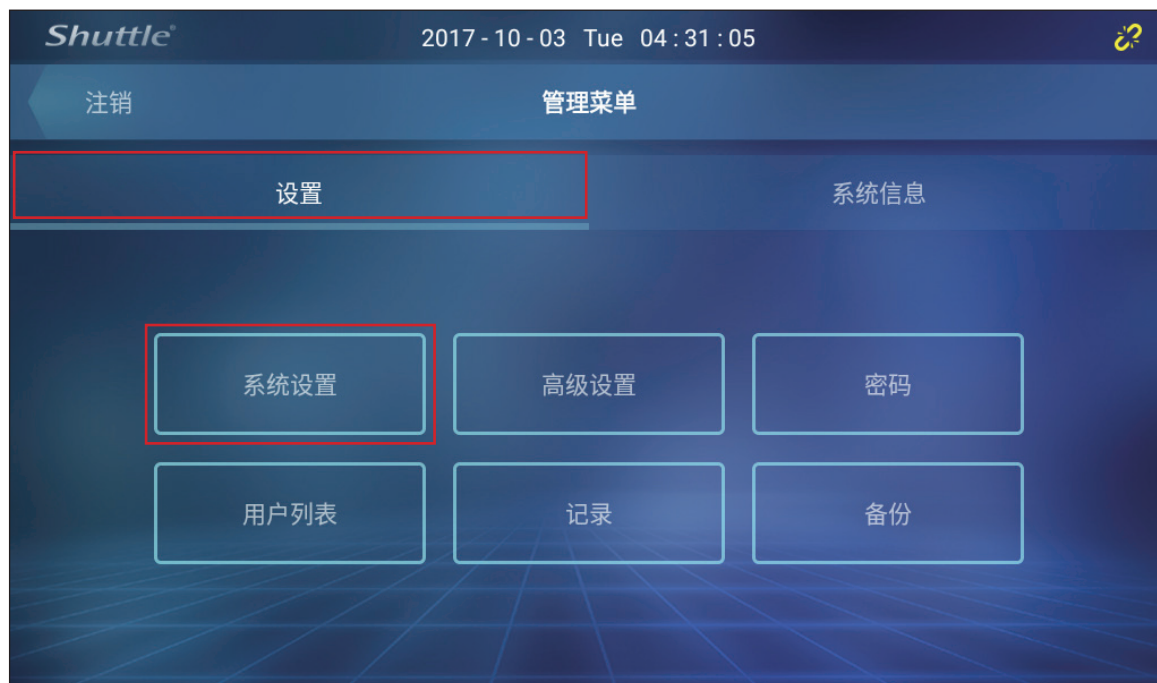 Shuttle® 2017-10-03 Tue 04:31:05
注销 管理菜单
设置 系统信息
系统设置 高级设置 密码
用户列表 记录 备份